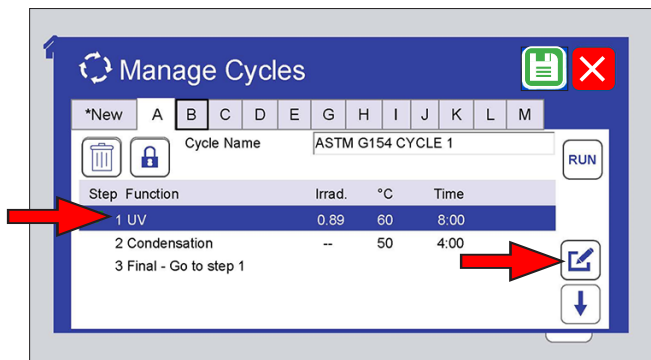 Manage Cycles
*New A B C D E G H I J K L M
Cycle Name ASTM G154 CYCLE 1
RUN
Step Function Irrad. °C Time
1 UV 0.89 60 8:00
2 Condensation -- 50 4:00
3 Final - Go to step 1